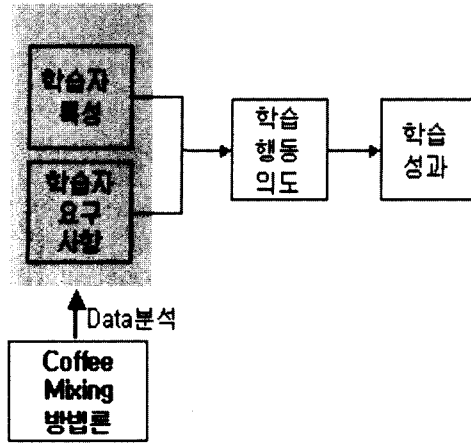 학습자
특성
학습자
요구
사항
학습
행동
의도
학습
성과
Data분석
Coffee
Mixing
방법론